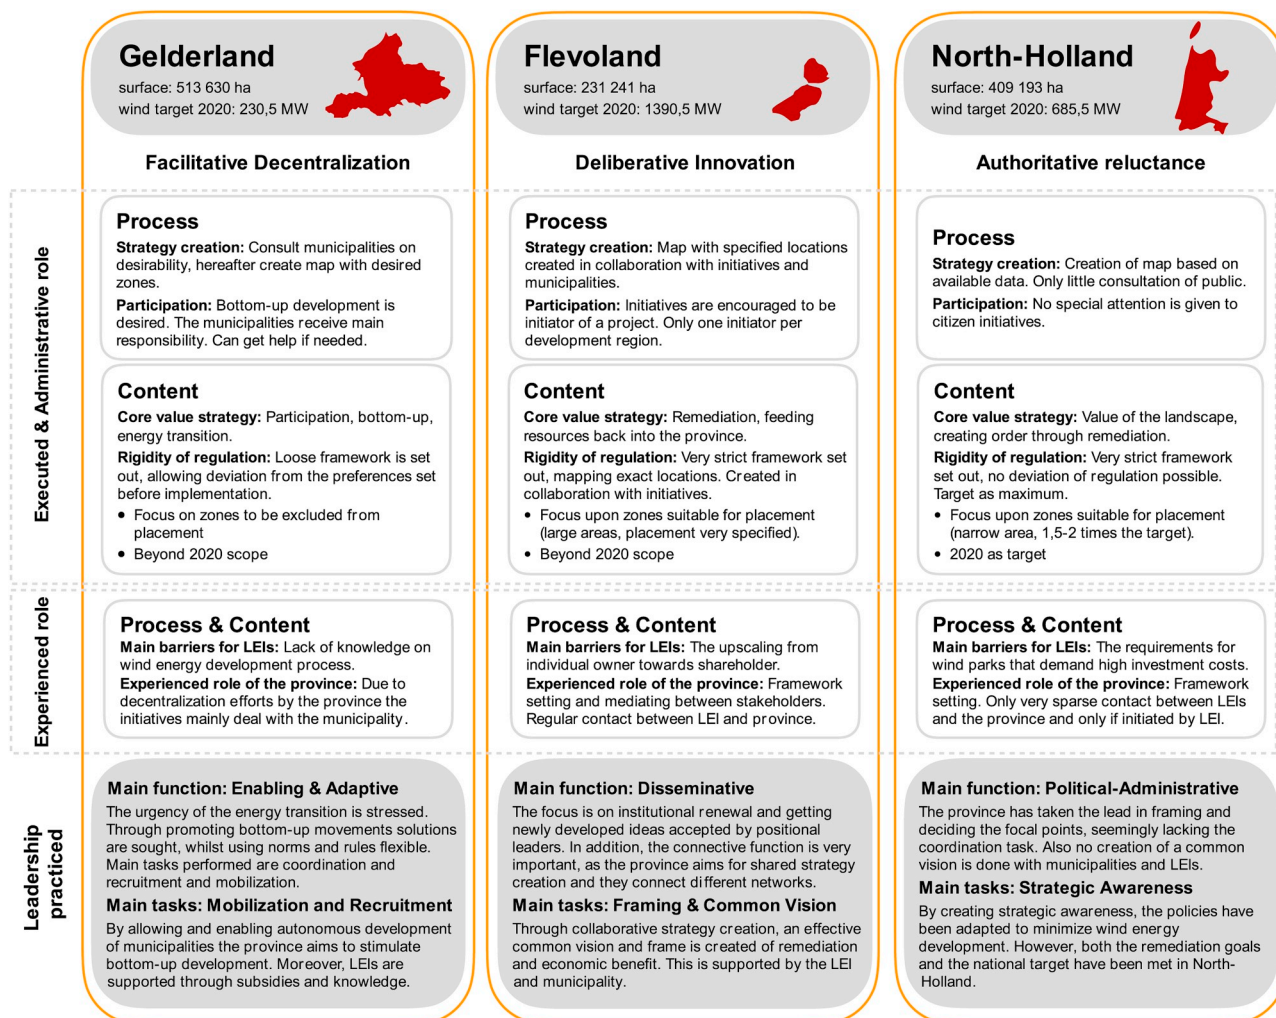 Gelderland
surface: 513 630 ha
wind target 2020: 230,5 MW
Facilitative Decentralization
Flevoland
surface: 231 241 ha
wind target 2020: 1390,5 MW
Deliberative Innovation
North-Holland
surface: 409 193 ha
wind target 2020: 685,5 MW
Authoritative reluctance
Executed & Administrative role
Process
Strategy creation: Consult municipalities on
desirability, hereafter create map with desired
zones.
Participation: Bottom-up development is
desired. The municipalities receive main
responsibility. Can get help if needed.
Process
Strategy creation: Map with specified locations
created in collaboration with initiatives and
municipalities.
Participation: Initiatives are encouraged to be
initiator of a project. Only one initiator per
development region.
Process
Strategy creation: Creation of map based on
available data. Only little consultation of public.
Participation: No special attention is given to
citizen initiatives.
Content
Core value strategy: Participation, bottom-up,
energy transition.
Rigidity of regulation: Loose framework is set
out, allowing deviation from the preferences set
before implementation.
• Focus on zones to be excluded from
placement
• Beyond 2020 scope
Content
Core value strategy: Remediation, feeding
resources back into the province.
Rigidity of regulation: Very strict framework set
out, mapping exact locations. Created in
collaboration with initiatives.
• Focus upon zones suitable for placement
(large areas, placement very specified).
• Beyond 2020 scope
Content
Core value strategy: Value of the landscape,
creating order through remediation.
Rigidity of regulation: Very strict framework
set out, no deviation of regulation possible.
Target as maximum.
• Focus upon zones suitable for placement
(narrow area, 1,5-2 times the target).
• 2020 as target
Experienced role
Process & Content
Main barriers for LEIs: Lack of knowledge on
wind energy development process.
Experienced role of the province: Due to
decentralization efforts by the province the
initiatives mainly deal with the municipality.
Process & Content
Main barriers for LEIs: The upscaling from
individual owner towards shareholder.
Experienced role of the province: Framework
setting and mediating between stakeholders.
Regular contact between LEI and province.
Process & Content
Main barriers for LEIs: The requirements for
wind parks that demand high investment costs.
Experienced role of the province: Framework
setting. Only very sparse contact between LEIs
and the province and only if initiated by LEI.
Leadership
practiced
Main function: Enabling & Adaptive
The urgency of the energy transition is stressed.
Through promoting bottom-up movements solutions
are sought, whilst using norms and rules flexible.
Main tasks performed are coordination and
recruitment and mobilization.
Main tasks: Mobilization and Recruitment
By allowing and enabling autonomous development
of municipalities the province aims to stimulate
bottom-up development. Moreover, LEIs are
supported through subsidies and knowledge.
Main function: Disseminative
The focus is on institutional renewal and getting
newly developed ideas accepted by positional
leaders. In addition, the connective function is very
important, as the province aims for shared strategy
creation and they connect different networks.
Main tasks: Framing & Common Vision
Through collaborative strategy creation, an effective
common vision and frame is created of remediation
and economic benefit. This is supported by the LEI
and municipality.
Main function: Political-Administrative
The province has taken the lead in framing and
deciding the focal points, seemingly lacking the
coordination task. Also no creation of a common
vision is done with municipalities and LEIs.
Main tasks: Strategic Awareness
By creating strategic awareness, the policies have
been adapted to minimize wind energy
development. However, both the remediation goals
and the national target have been met in North-
Holland.